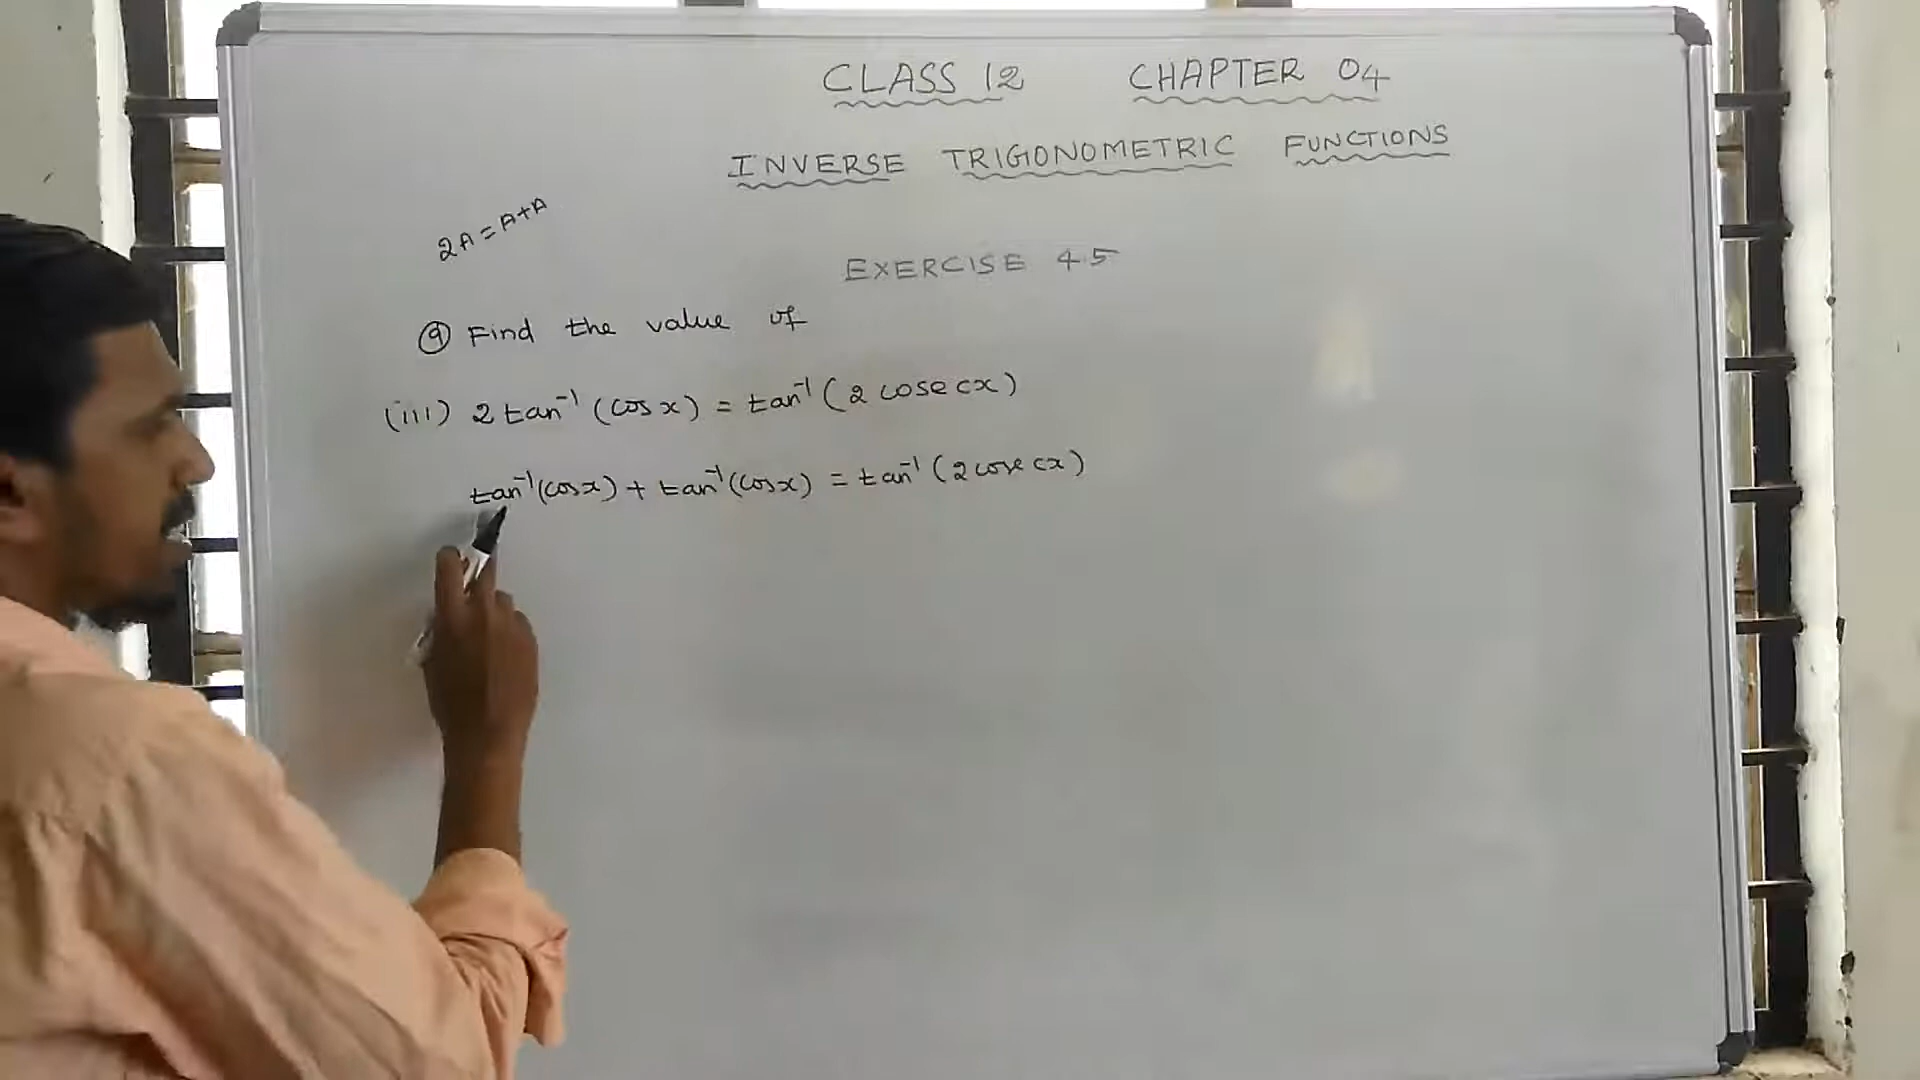 CLASS 12 CHAPTER 04
INVERSE TRIGONOMETRIC FUNCTIONS
2A = A+A
EXERCISE 4.5
⑨ Find the value of
(iii) 2 tan⁻¹ (cos x) = tan⁻¹ (2 cosec x)
tan⁻¹(cos x) + tan⁻¹(cos x) = tan⁻¹ (2 cosec x)